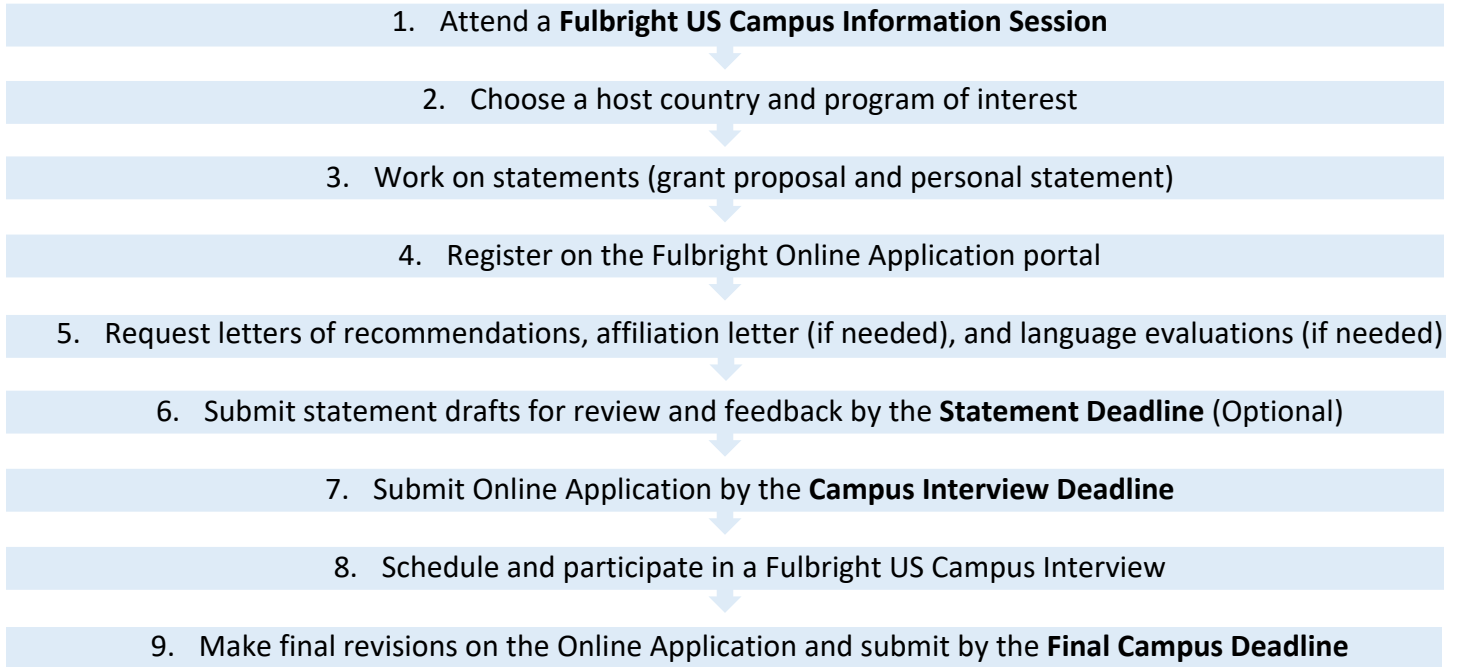 1. Attend a Fulbright US Campus Information Session
2. Choose a host country and program of interest
3. Work on statements (grant proposal and personal statement)
4. Register on the Fulbright Online Application portal
5. Request letters of recommendations, affiliation letter (if needed), and language evaluations (if needed)
6. Submit statement drafts for review and feedback by the Statement Deadline (Optional)
7. Submit Online Application by the Campus Interview Deadline
8. Schedule and participate in a Fulbright US Campus Interview
9. Make final revisions on the Online Application and submit by the Final Campus Deadline